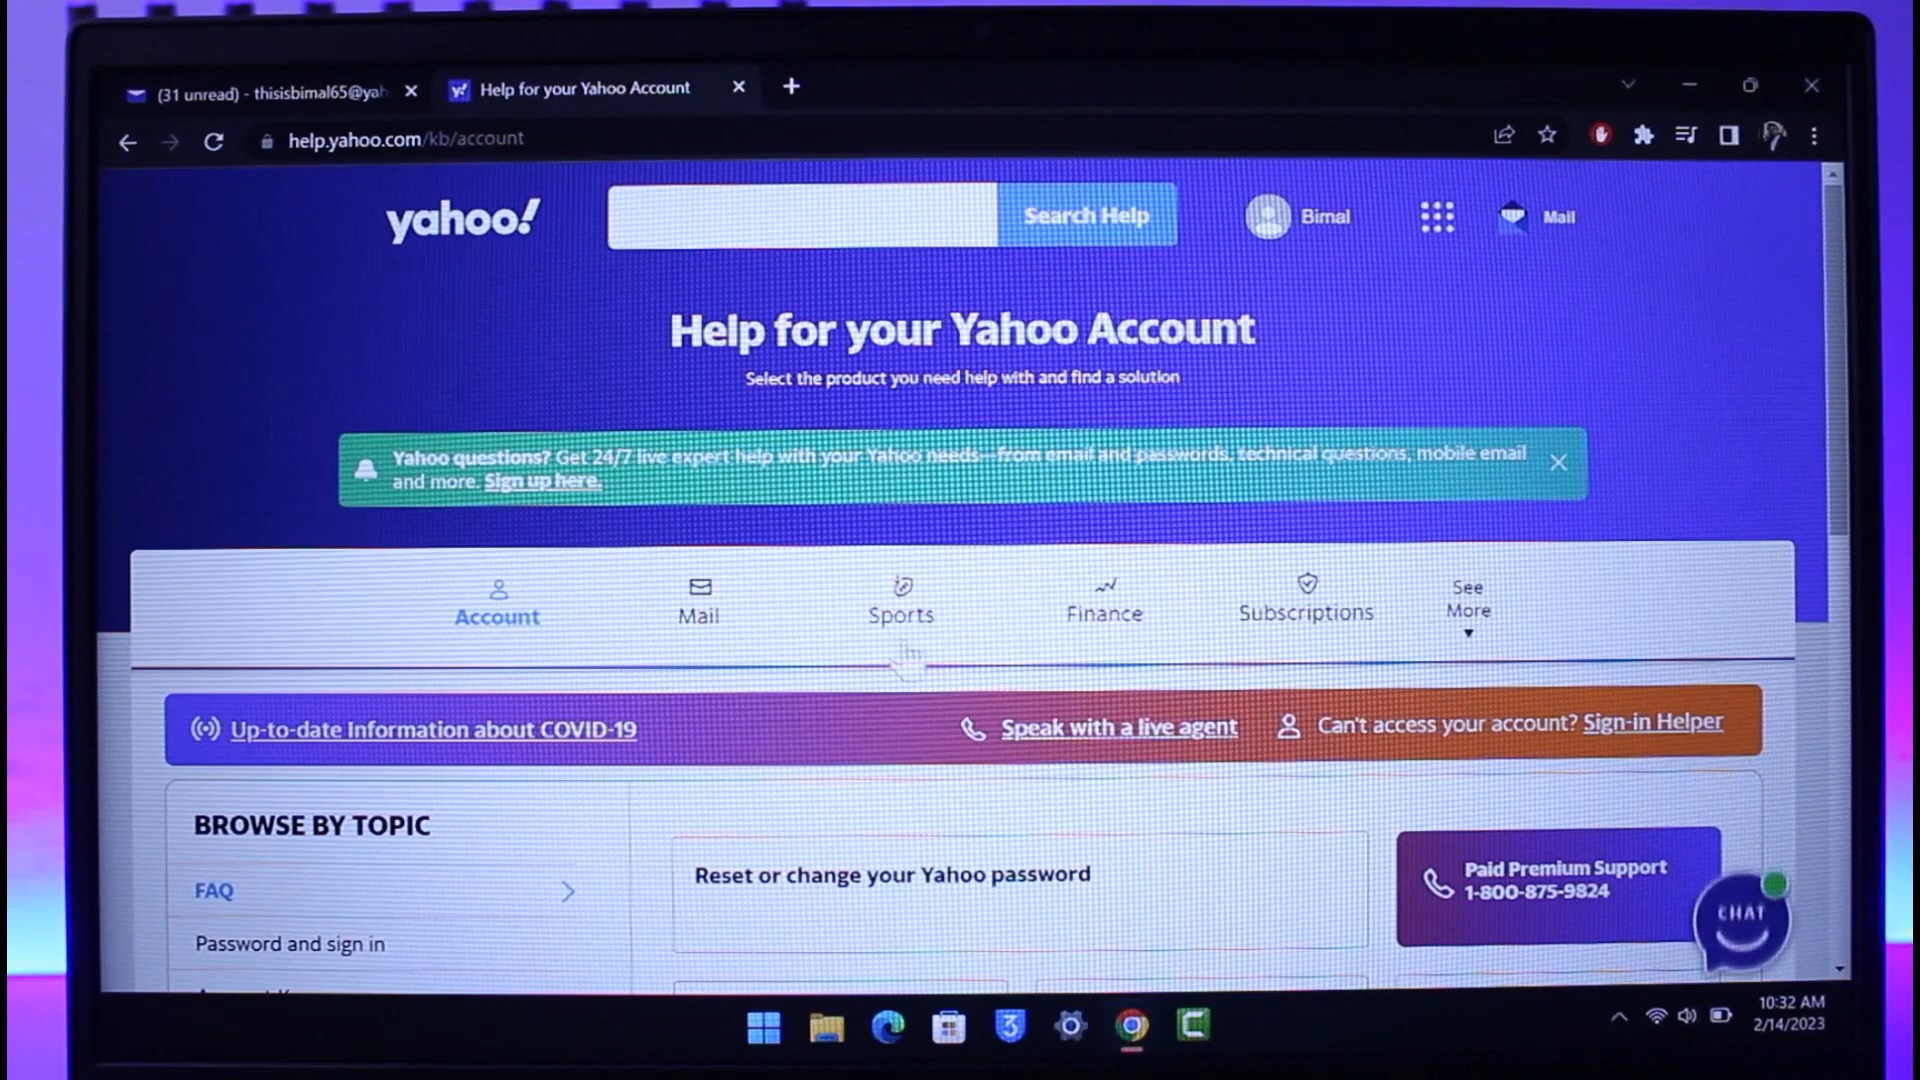 (31 unread) - thisisbimal65@yah
Help for your Yahoo Account
help.yahoo.com/kb/account
yahoo!
Search Help
Bimal
Mail
Help for your Yahoo Account
Select the product you need help with and find a solution
Yahoo questions? Get 24/7 live expert help with your Yahoo needs—from email and passwords, technical questions, mobile email
and more. Sign up here.
Account
Mail
Sports
Finance
Subscriptions
See
More
Up-to-date Information about COVID-19
Speak with a live agent
Can't access your account? Sign-in Helper
BROWSE BY TOPIC
FAQ
Password and sign in
Reset or change your Yahoo password
Paid Premium Support
1-800-875-9824
CHAT
3
C
10:32 AM
2/14/2023